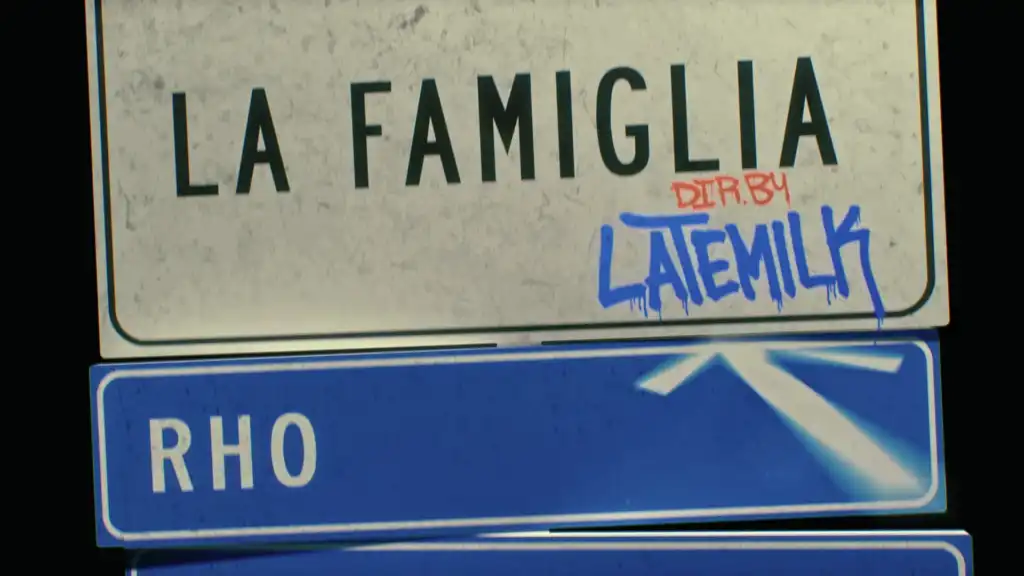 LA FAMIGLIA
DIR.BY
LATEMILK
RHO